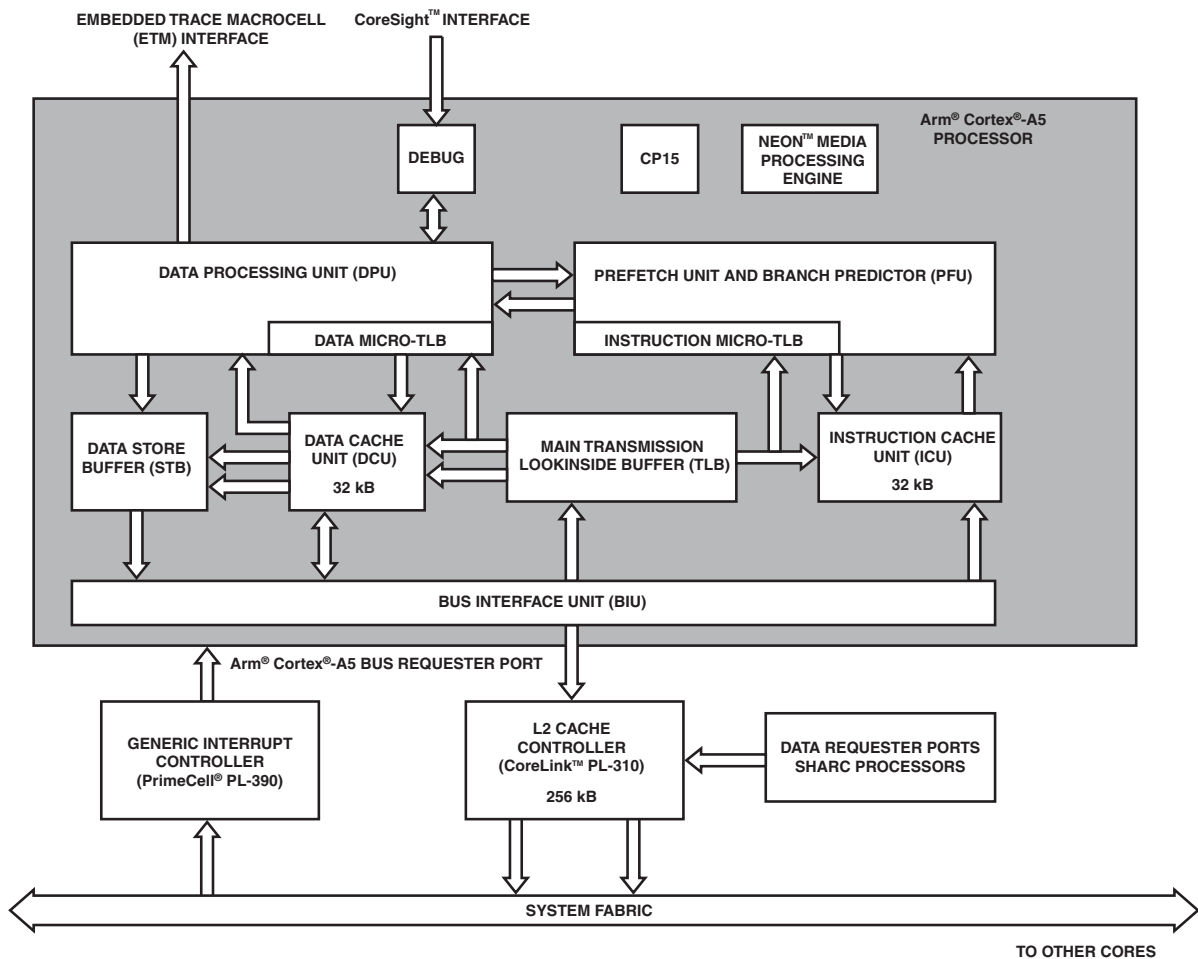 EMBEDDED TRACE MACROCELL
(ETM) INTERFACE
CoreSight™ INTERFACE
Arm® Cortex®-A5
PROCESSOR
DEBUG
CP15
NEON™ MEDIA
PROCESSING
ENGINE
DATA PROCESSING UNIT (DPU)
PREFETCH UNIT AND BRANCH PREDICTOR (PFU)
DATA MICRO-TLB
INSTRUCTION MICRO-TLB
DATA STORE
BUFFER (STB)
DATA CACHE
UNIT (DCU)
32 kB
MAIN TRANSMISSION
LOOKINSIDE BUFFER (TLB)
INSTRUCTION CACHE
UNIT (ICU)
32 kB
BUS INTERFACE UNIT (BIU)
Arm® Cortex®-A5 BUS REQUESTER PORT
GENERIC INTERRUPT
CONTROLLER
(PrimeCell® PL-390)
L2 CACHE
CONTROLLER
(CoreLink™ PL-310)
256 kB
DATA REQUESTER PORTS
SHARC PROCESSORS
SYSTEM FABRIC
TO OTHER CORES